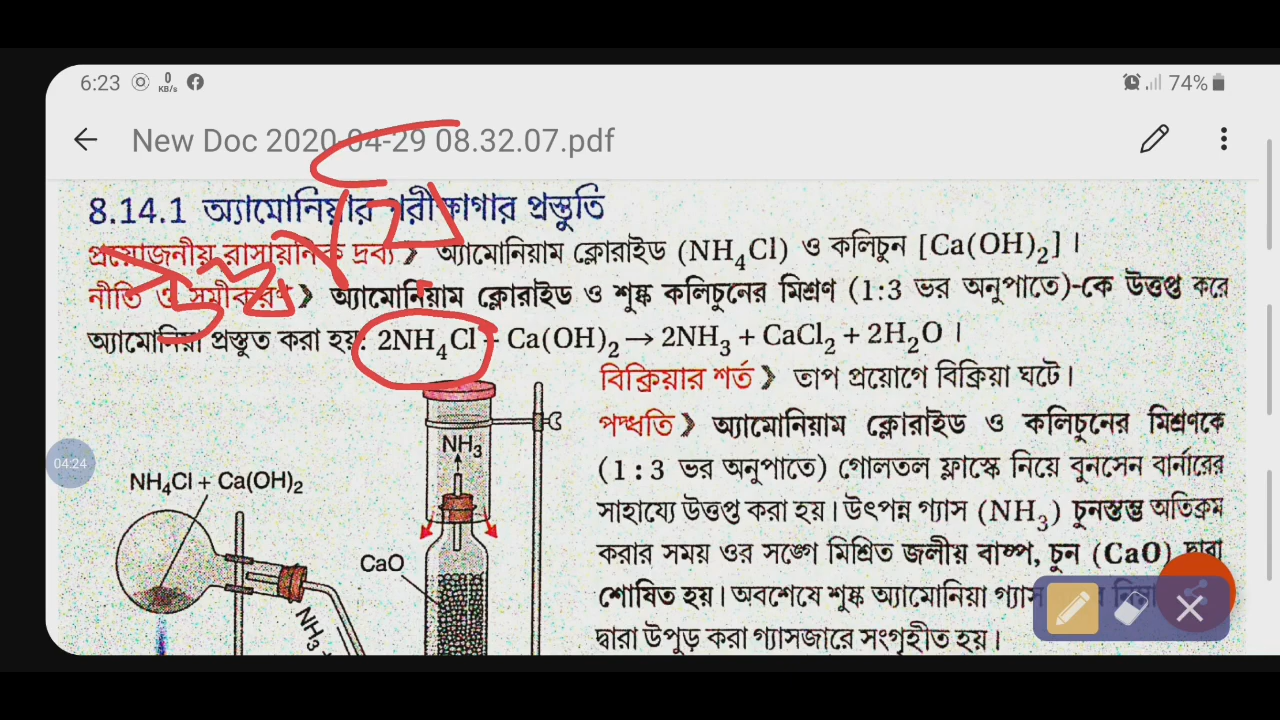 6:23 0 KB/s 74%
New Doc 2020-04-29 08.32.07.pdf
8.14.1 অ্যামোনিয়ার পরীক্ষাগার প্রস্তুতি
প্রয়োজনীয় রাসায়নিক দ্রব্য》 অ্যামোনিয়াম ক্লোরাইড (NH₄Cl) ও কলিচুন [Ca(OH)₂]।
নীতি ও সমীকরণ》 অ্যামোনিয়াম ক্লোরাইড ও শুষ্ক কলিচুনের মিশ্রণ (1:3 ভর অনুপাতে)-কে উত্তপ্ত করে
অ্যামোনিয়া প্রস্তুত করা হয়: 2NH₄Cl + Ca(OH)₂ → 2NH₃ + CaCl₂ + 2H₂O ।
বিক্রিয়ার শর্ত》 তাপ প্রয়োগে বিক্রিয়া ঘটে।
পদ্ধতি》 অ্যামোনিয়াম ক্লোরাইড ও কলিচুনের মিশ্রণকে
(1 : 3 ভর অনুপাতে) গোলতল ফ্লাস্কে নিয়ে বুনসেন বার্নারের
সাহায্যে উত্তপ্ত করা হয়। উৎপন্ন গ্যাস (NH₃) চুনস্তম্ভ অতিক্রম
করার সময় ওর সঙ্গে মিশ্রিত জলীয় বাষ্প, চুন (CaO) দ্বারা
শোষিত হয়। অবশেষে শুষ্ক অ্যামোনিয়া গ্যাস
দ্বারা উপুড় করা গ্যাসজারে সংগৃহীত হয়।
NH₃
04:24
NH₄Cl + Ca(OH)₂
CaO
NH₃